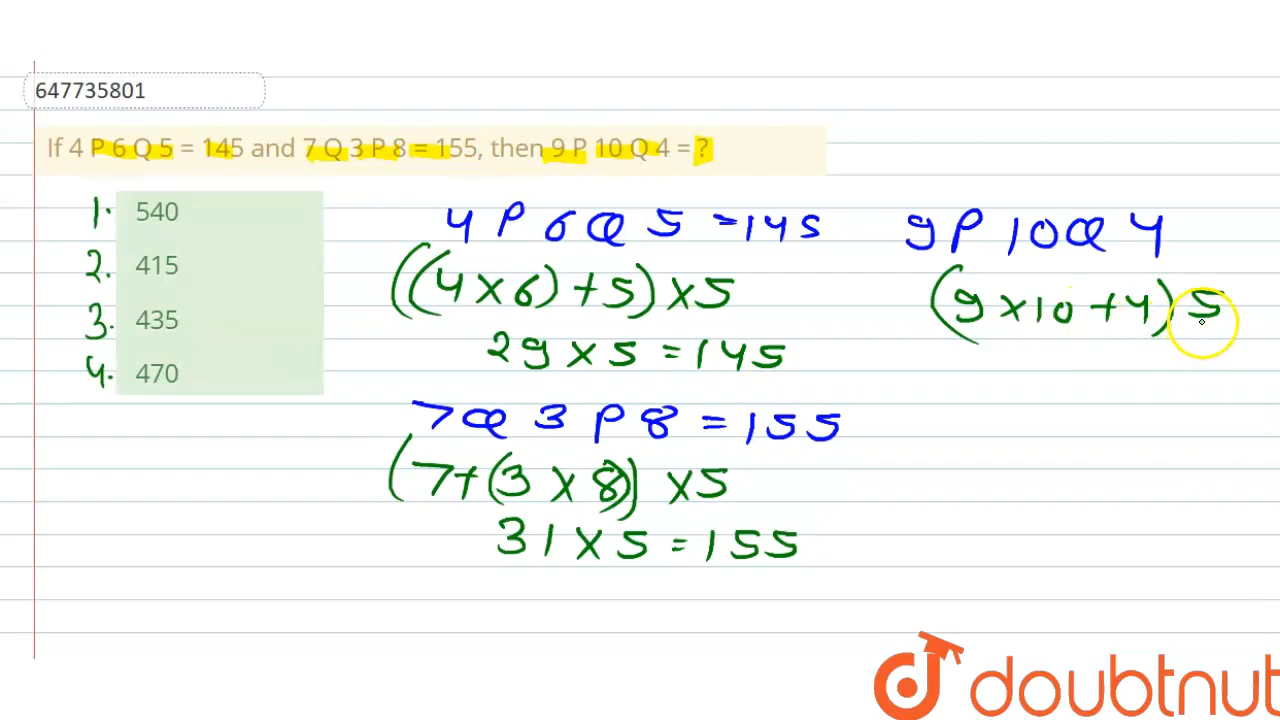 647735801
If 4 P 6 Q 5 = 145 and 7 Q 3 P 8 = 155, then 9 P 10 Q 4 = ?
1. 540
2. 415
3. 435
4. 470
4 P 6 Q 5 = 145
((4 × 6) + 5) × 5
29 × 5 = 145
7 Q 3 P 8 = 155
(7 + (3 × 8)) × 5
31 × 5 = 155
9 P 10 Q 4
(9 × 10 + 4) 5
doubtnut